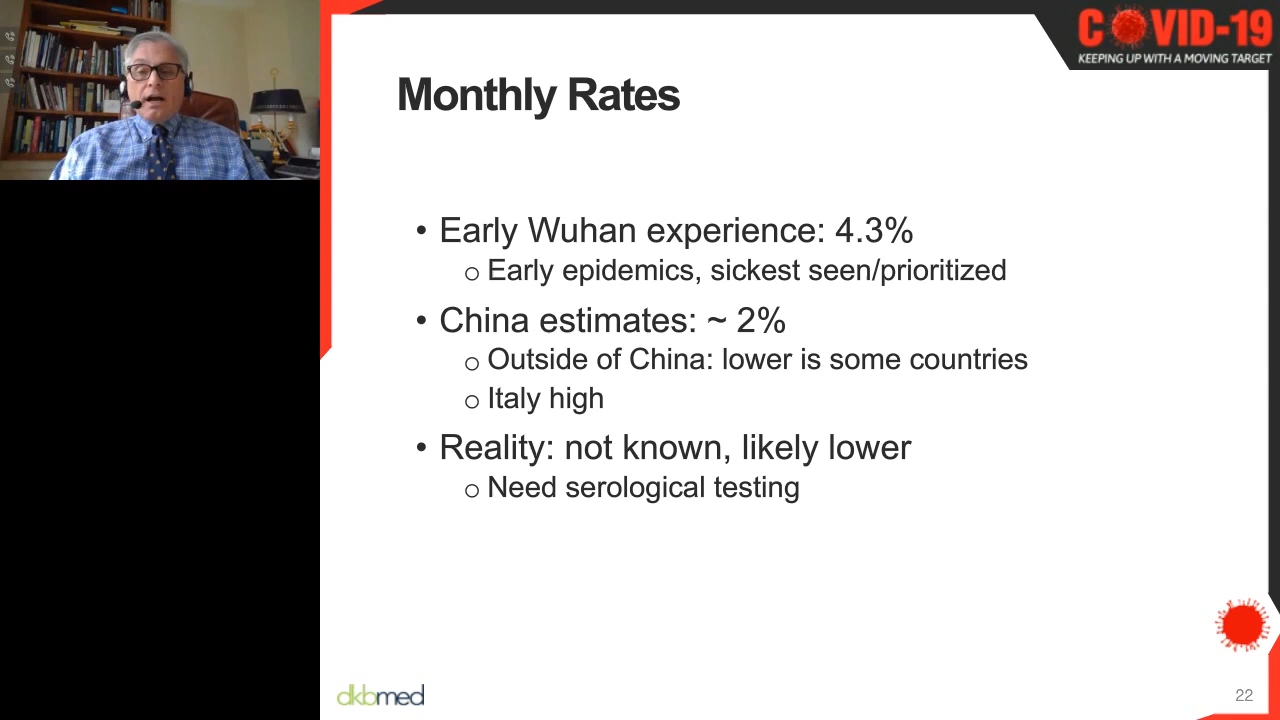 COVID-19
KEEPING UP WITH A MOVING TARGET
Monthly Rates
• Early Wuhan experience: 4.3%
o Early epidemics, sickest seen/prioritized
• China estimates: ~ 2%
o Outside of China: lower is some countries
o Italy high
• Reality: not known, likely lower
o Need serological testing
dkbmed
22